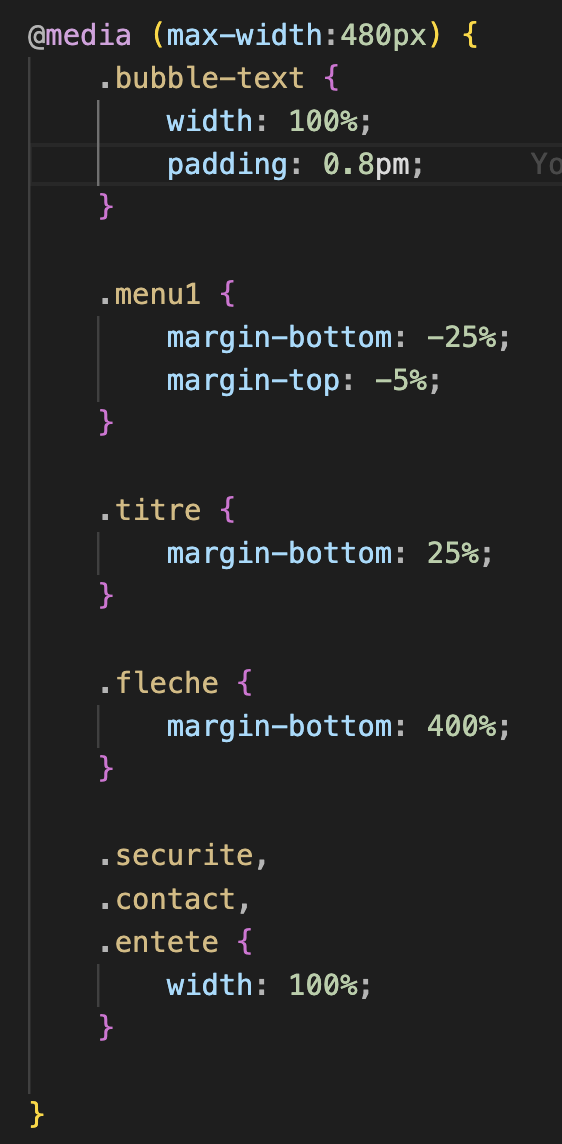 @media (max-width:480px) {
.bubble-text {
width: 100%;
padding: 0.8pm; Yo
}
.menu1 {
margin-bottom: -25%;
margin-top: -5%;
}
.titre {
margin-bottom: 25%;
}
.fleche {
margin-bottom: 400%;
}
.securite,
.contact,
.entete {
width: 100%;
}
}